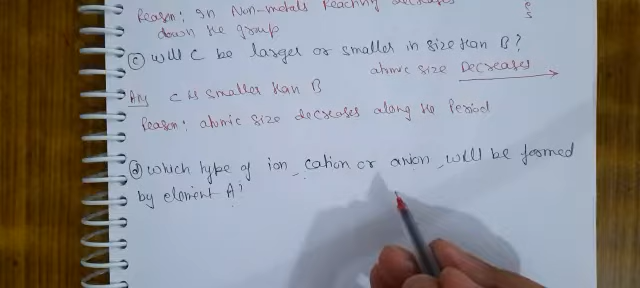 Reason: In Non-metals Reactivity decreases
down the group
(c) will C be larger or smaller in size than B?
atomic size Decreases
Ans C is smaller than B
Reason: atomic size decreases along the Period
(d) which type of ion, cation or anion, will be formed
by element A?